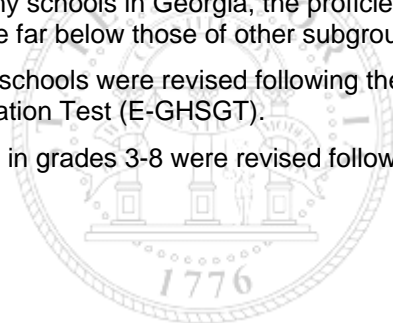 ny schools in Georgia, the proficie
e far below those of other subgrou
schools were revised following the
ation Test (E-GHSGT).
in grades 3-8 were revised follow
1776